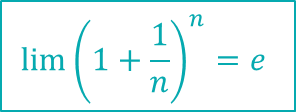 lim (1 + 1/n)^n = e